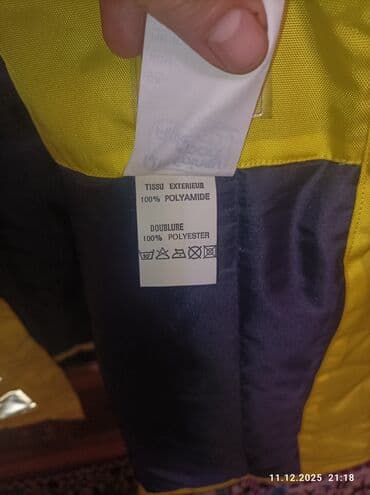 TISSU EXTERIEUR
100% POLYAMIDE
DOUBLURE
100% POLYESTER
11.12.2025 21:18